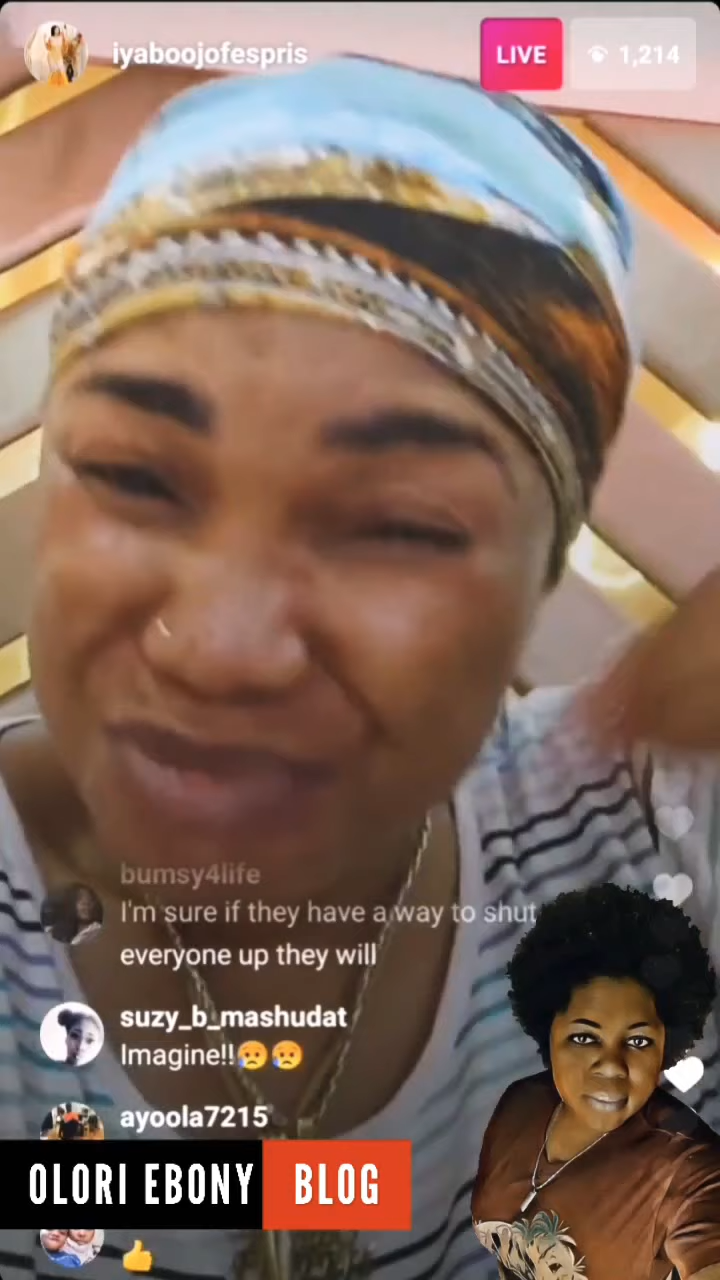 iyaboojofespris
LIVE
1,214
bumsy4life
I'm sure if they have a way to shut
everyone up they will
suzy_b_mashudat
Imagine!!😥😥
ayoola7215
OLORI EBONY BLOG
👍